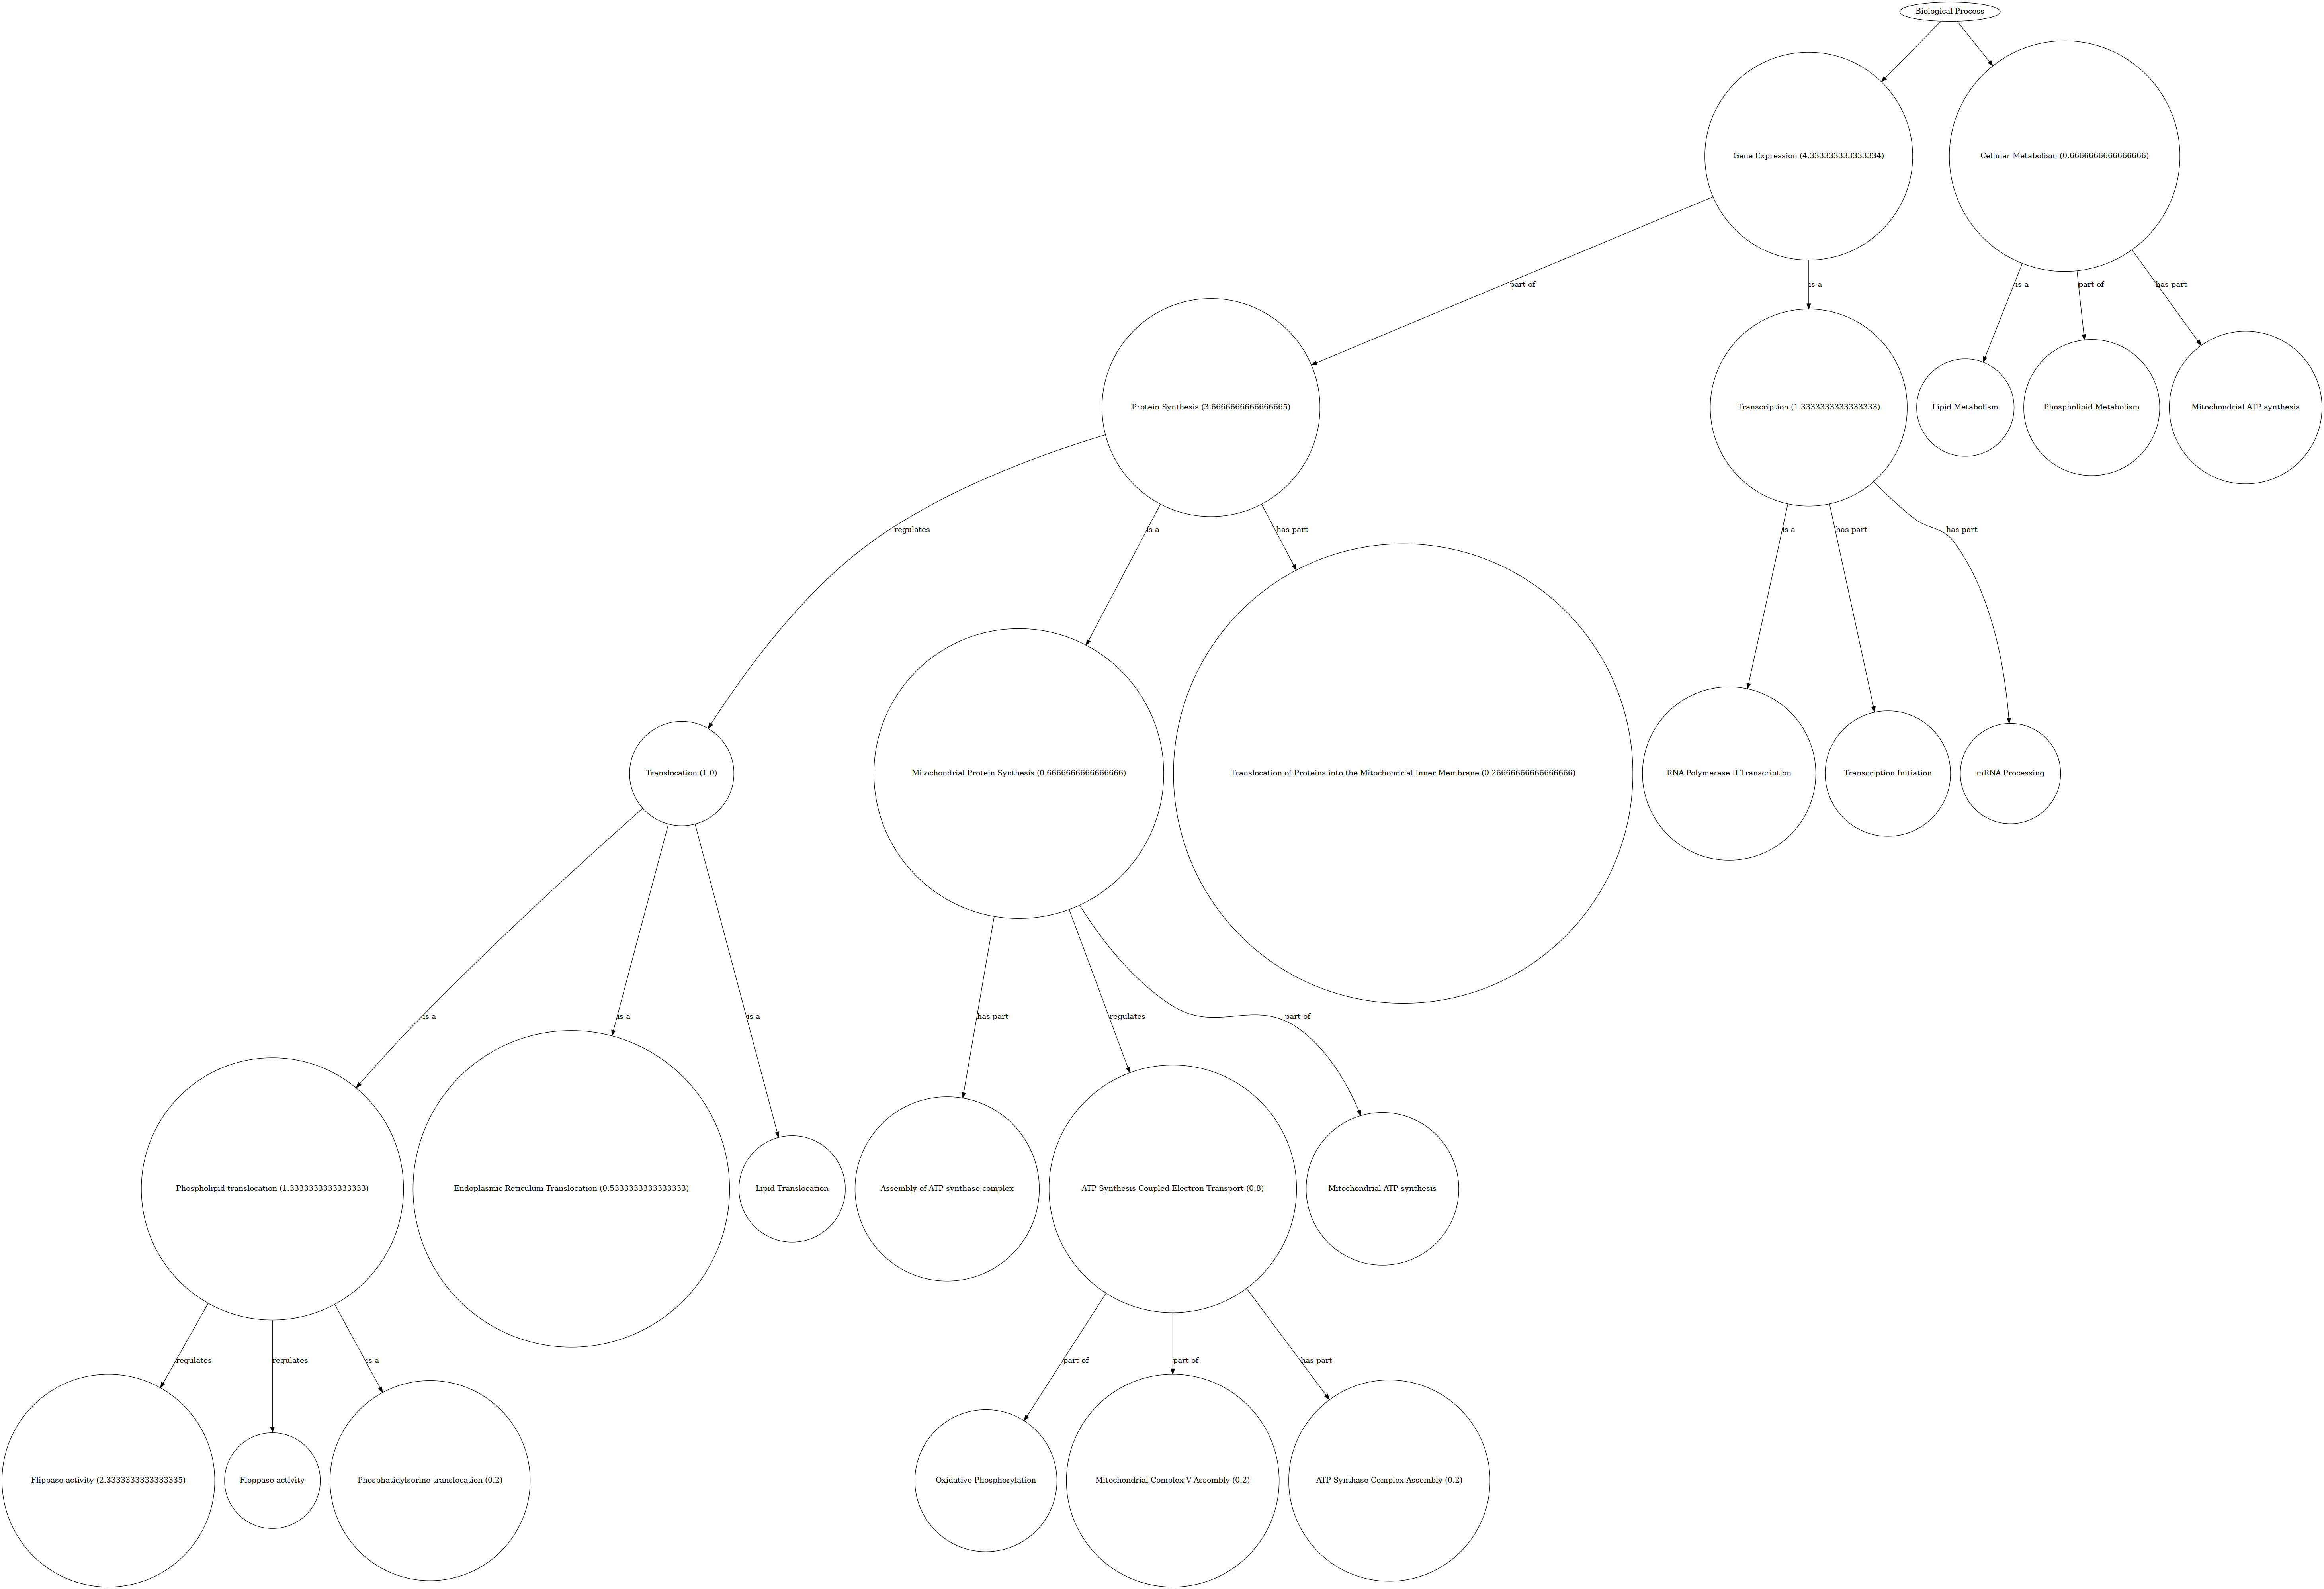 Biological Process
Gene Expression (4.333333333333334)
Cellular Metabolism (0.6666666666666666)
part of
is a
is a
part of
has part
Protein Synthesis (3.6666666666666665)
Transcription (1.3333333333333333)
Lipid Metabolism
Phospholipid Metabolism
Mitochondrial ATP synthesis
regulates
is a
has part
is a
has part
has part
Translocation (1.0)
Mitochondrial Protein Synthesis (0.6666666666666666)
Translocation of Proteins into the Mitochondrial Inner Membrane (0.26666666666666666)
RNA Polymerase II Transcription
Transcription Initiation
mRNA Processing
is a
is a
is a
has part
regulates
part of
Phospholipid translocation (1.3333333333333333)
Endoplasmic Reticulum Translocation (0.5333333333333333)
Lipid Translocation
Assembly of ATP synthase complex
ATP Synthesis Coupled Electron Transport (0.8)
Mitochondrial ATP synthesis
regulates
regulates
is a
part of
part of
has part
Flippase activity (2.3333333333333335)
Floppase activity
Phosphatidylserine translocation (0.2)
Oxidative Phosphorylation
Mitochondrial Complex V Assembly (0.2)
ATP Synthase Complex Assembly (0.2)